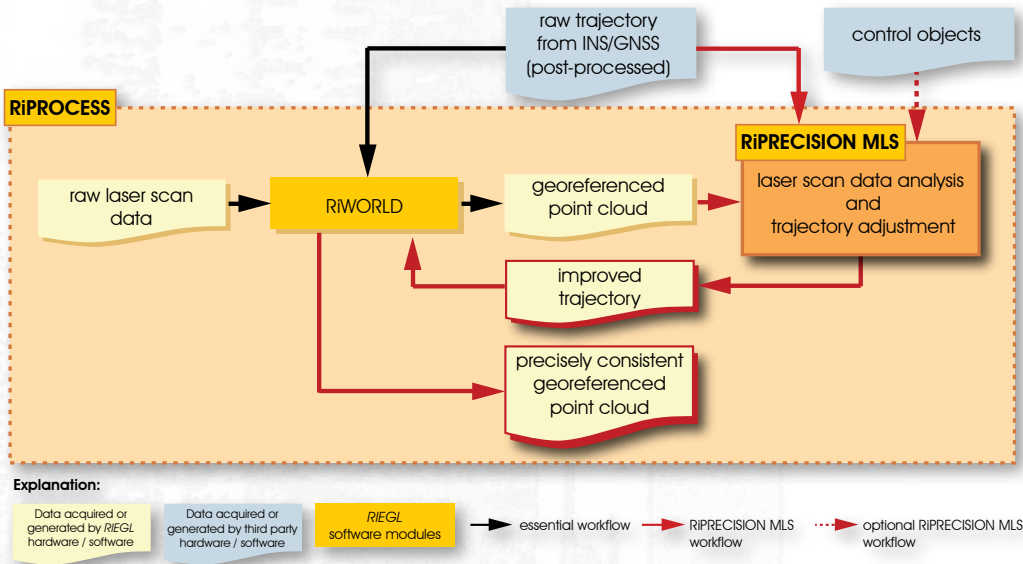 raw trajectory
from INS/GNSS
(post-processed)
control objects
RiPROCESS
RiPRECISION MLS
raw laser scan
data
RiWORLD
georeferenced
point cloud
laser scan data analysis
and
trajectory adjustment
improved
trajectory
precisely consistent
georeferenced
point cloud
Explanation:
Data acquired or
generated by RIEGL
hardware / software
Data acquired or
generated by third party
hardware / software
RIEGL
software modules
essential workflow
RiPRECISION MLS
workflow
optional RiPRECISION MLS
workflow